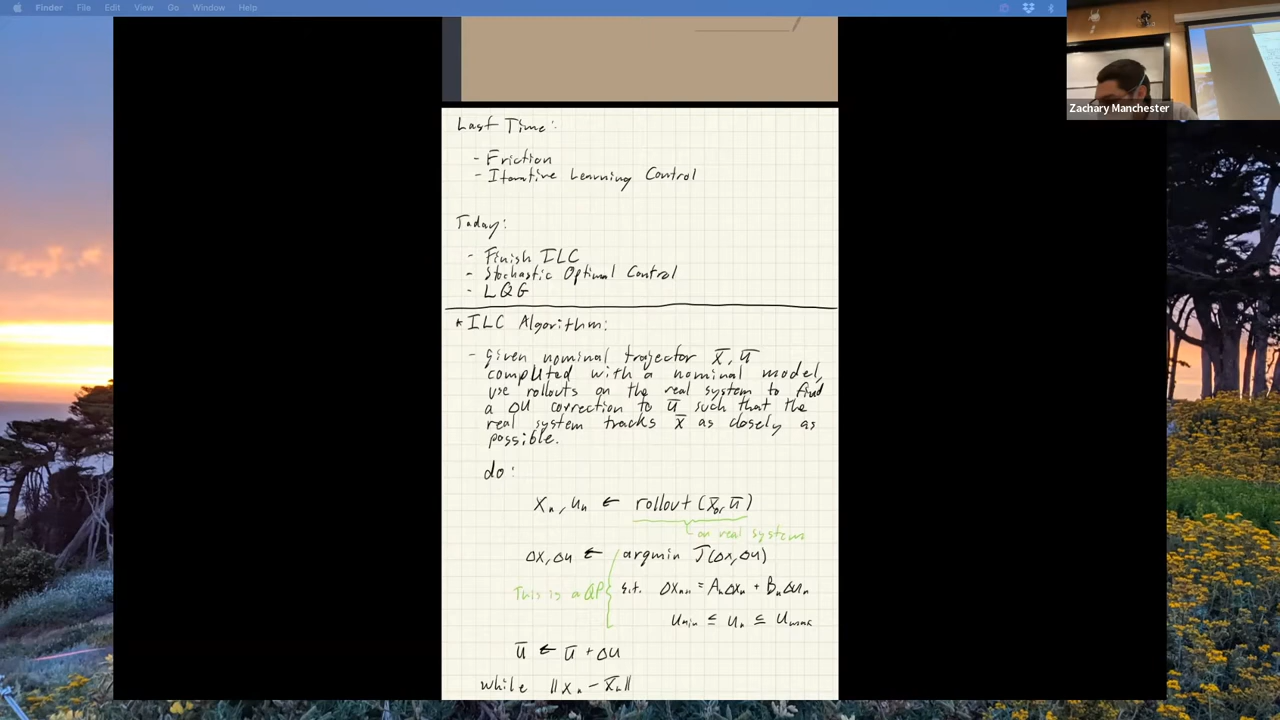 Finder File Edit View Go Window Help
Zachary Manchester
Last Time:
- Friction
- Iterative Learning Control
Today:
- Finish ILC
- Stochastic Optimal Control
- LQG
* ILC Algorithm:
- given nominal trajector x̄, ū
computed with a nominal model,
use rollouts on the real system to find
a Δu correction to ū such that the
real system tracks x̄ as closely as
possible.
do:
xₙ, uₙ ← rollout (x̄₀, ū)
on real system
Δx, Δu ← argmin J(Δx, Δu)
This is a QP
s.t. Δxₙ₊₁ = AₙΔxₙ + BₙΔuₙ
u_min ≤ uₙ ≤ u_max
ū ← ū + Δu
while ‖xₙ - x̄ₙ‖